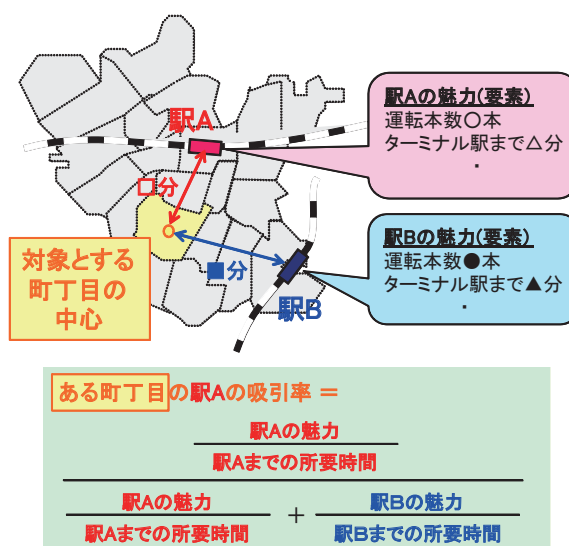 駅A
駅Aの魅力(要素)
運転本数○本
ターミナル駅まで△分
・
□分
駅Bの魅力(要素)
運転本数●本
ターミナル駅まで▲分
・
対象とする
町丁目の
中心
■分
駅B
ある町丁目の駅Aの吸引率 =
駅Aの魅力
駅Aまでの所要時間
駅Aの魅力
駅Aまでの所要時間
+
駅Bの魅力
駅Bまでの所要時間